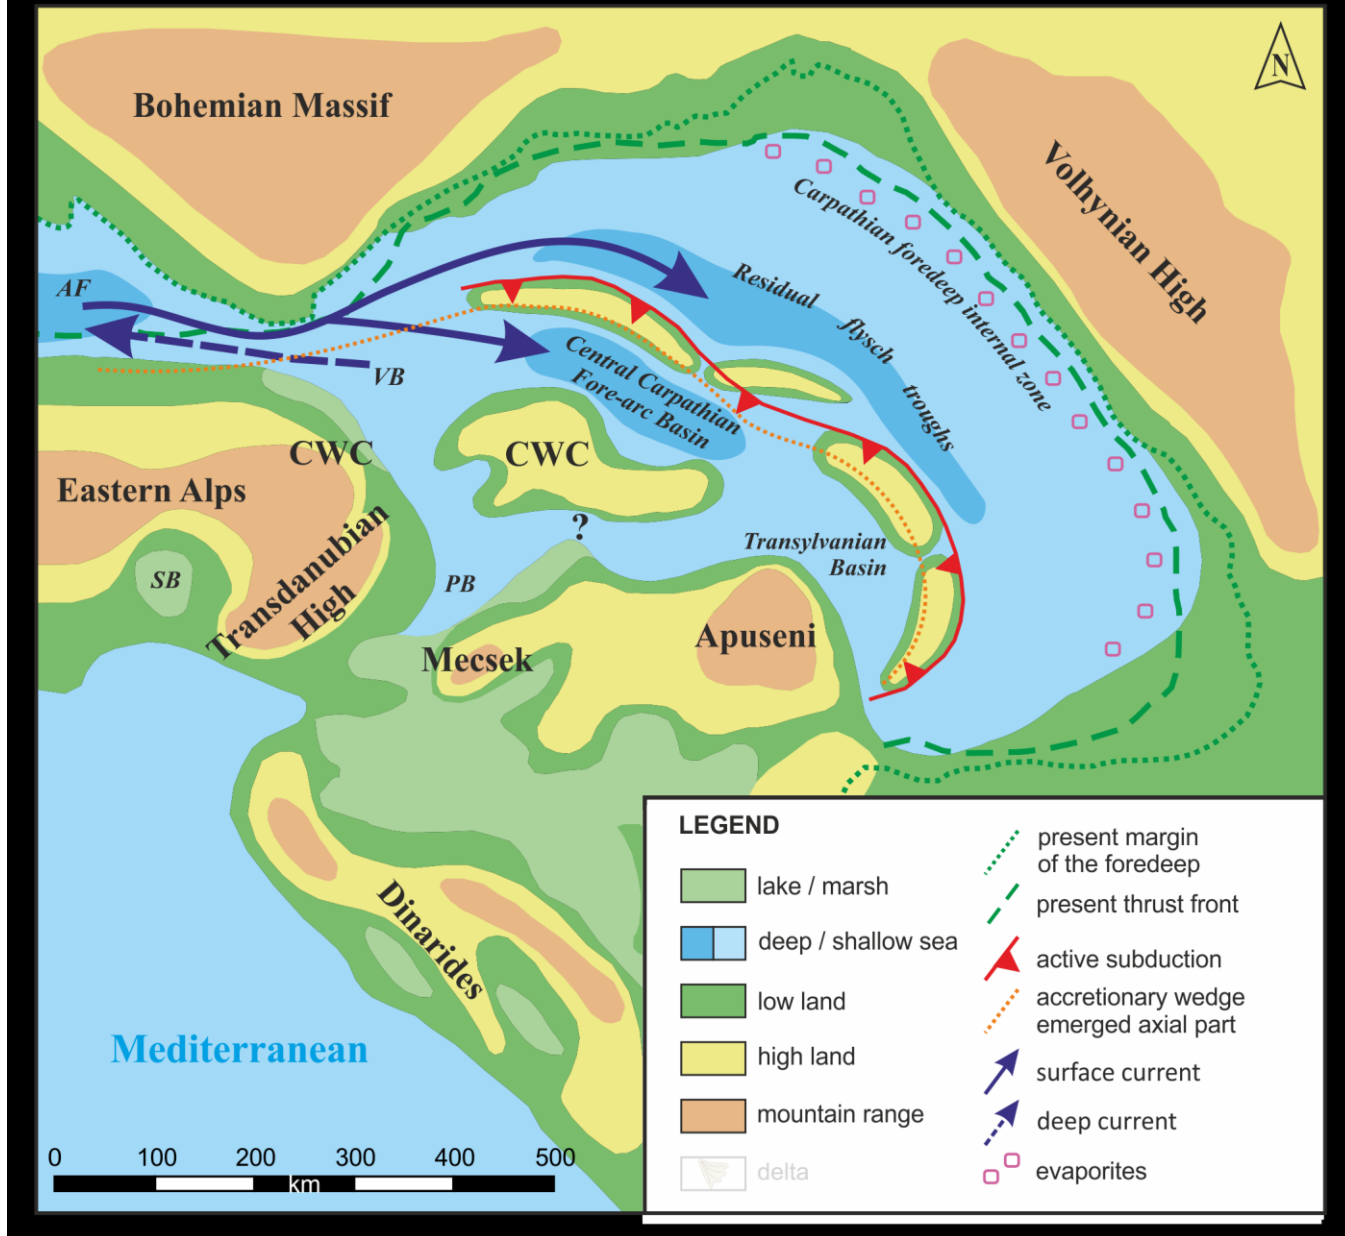 N
Bohemian Massif
Volhynian High
Carpathian foredeep internal zone
AF
Residual flysch troughs
VB
Central Carpathian
Fore-arc Basin
CWC
CWC
Eastern Alps
?
Transylvanian
Basin
SB
PB
Transdanubian
High
Mecsek
Apuseni
Dinarides
Mediterranean
0 100 200 300 400 500
km
LEGEND
lake / marsh
deep / shallow sea
low land
high land
mountain range
delta
present margin
of the foredeep
present thrust front
active subduction
accretionary wedge
emerged axial part
surface current
deep current
evaporites